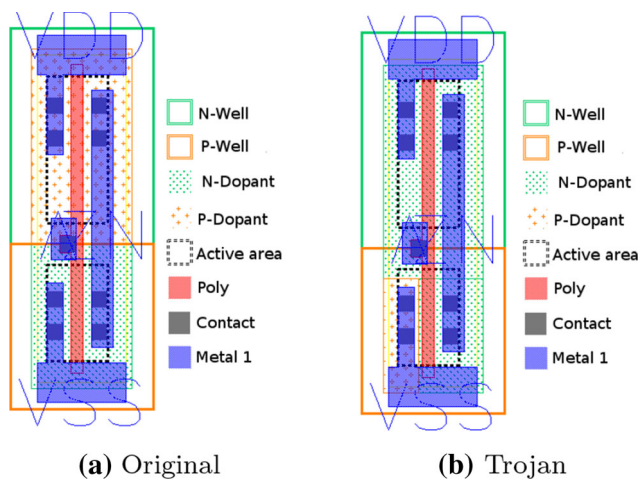 VDD
N-Well
P-Well
N-Dopant
P-Dopant
Active area
Poly
Contact
Metal 1
VSS
(a) Original
VDD
N-Well
P-Well
N-Dopant
P-Dopant
Active area
Poly
Contact
Metal 1
VSS
(b) Trojan